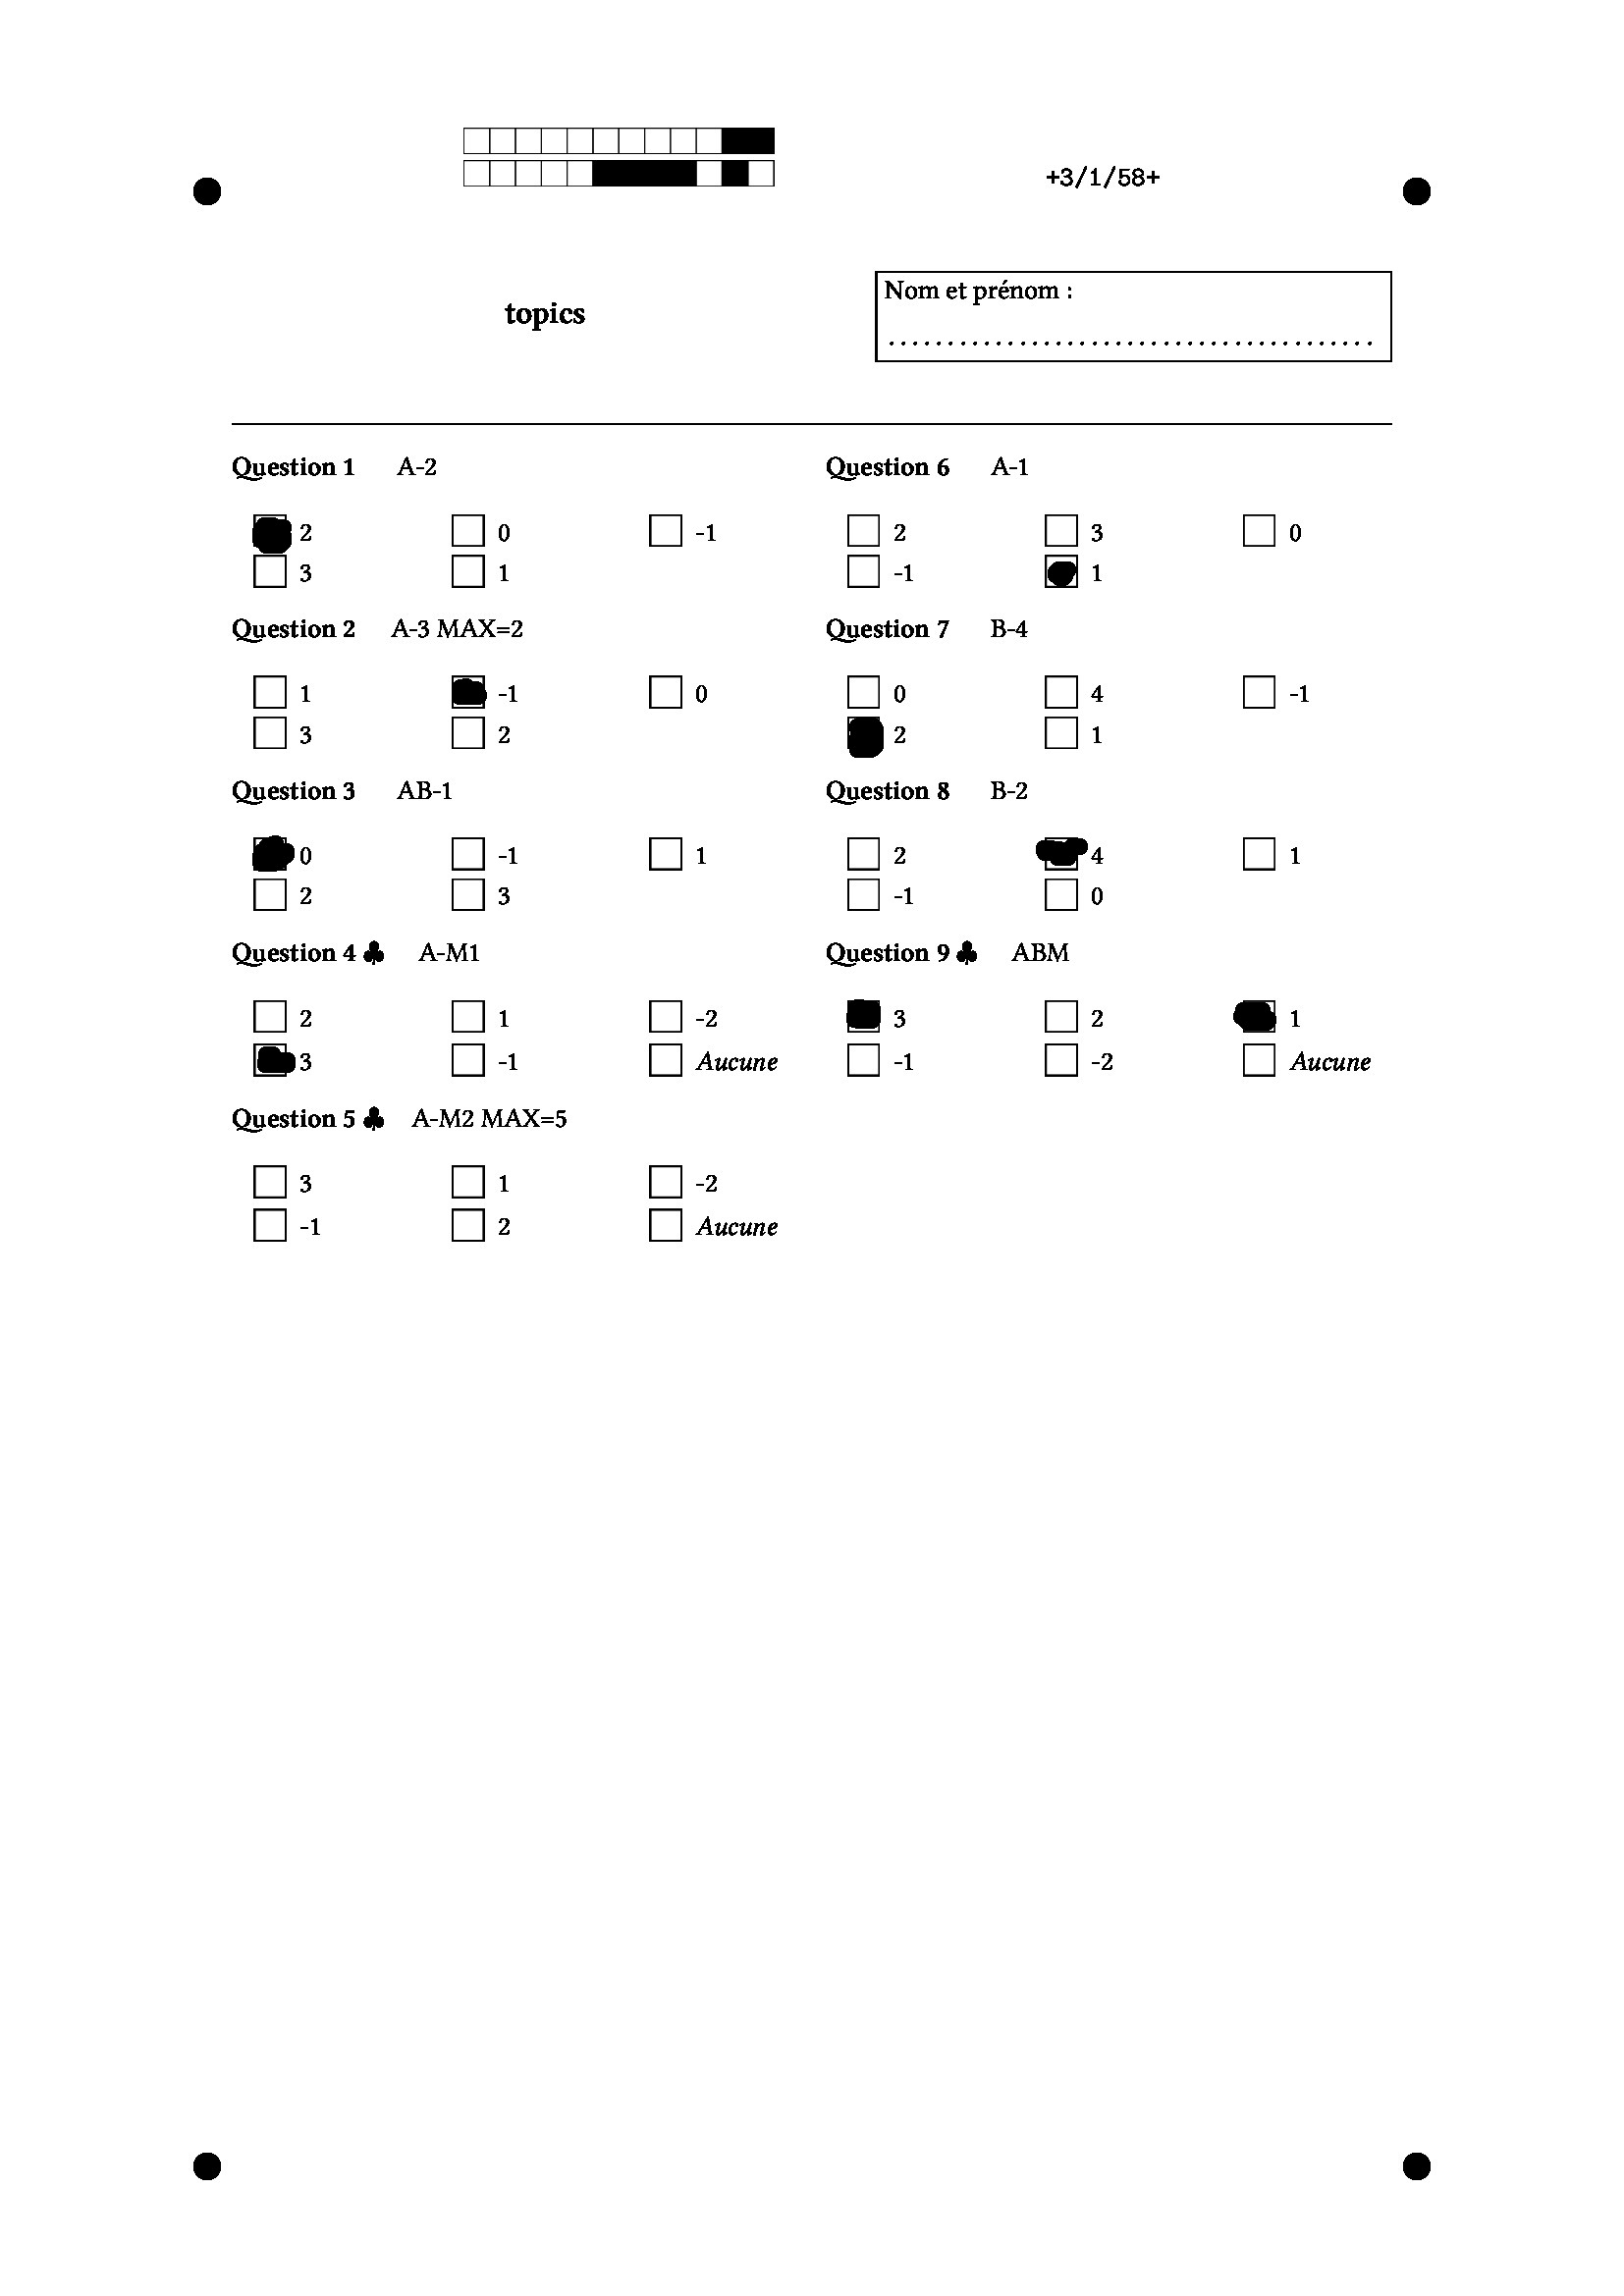 +3/1/58+
topics
Nom et prénom :
........................................
Question 1 A-2
2 0 -1
3 1
Question 2 A-3 MAX=2
1 -1 0
3 2
Question 3 AB-1
0 -1 1
2 3
Question 4 ♣ A-M1
2 1 -2
3 -1 Aucune
Question 5 ♣ A-M2 MAX=5
3 1 -2
-1 2 Aucune
Question 6 A-1
2 3 0
-1 1
Question 7 B-4
0 4 -1
2 1
Question 8 B-2
2 4 1
-1 0
Question 9 ♣ ABM
3 2 1
-1 -2 Aucune